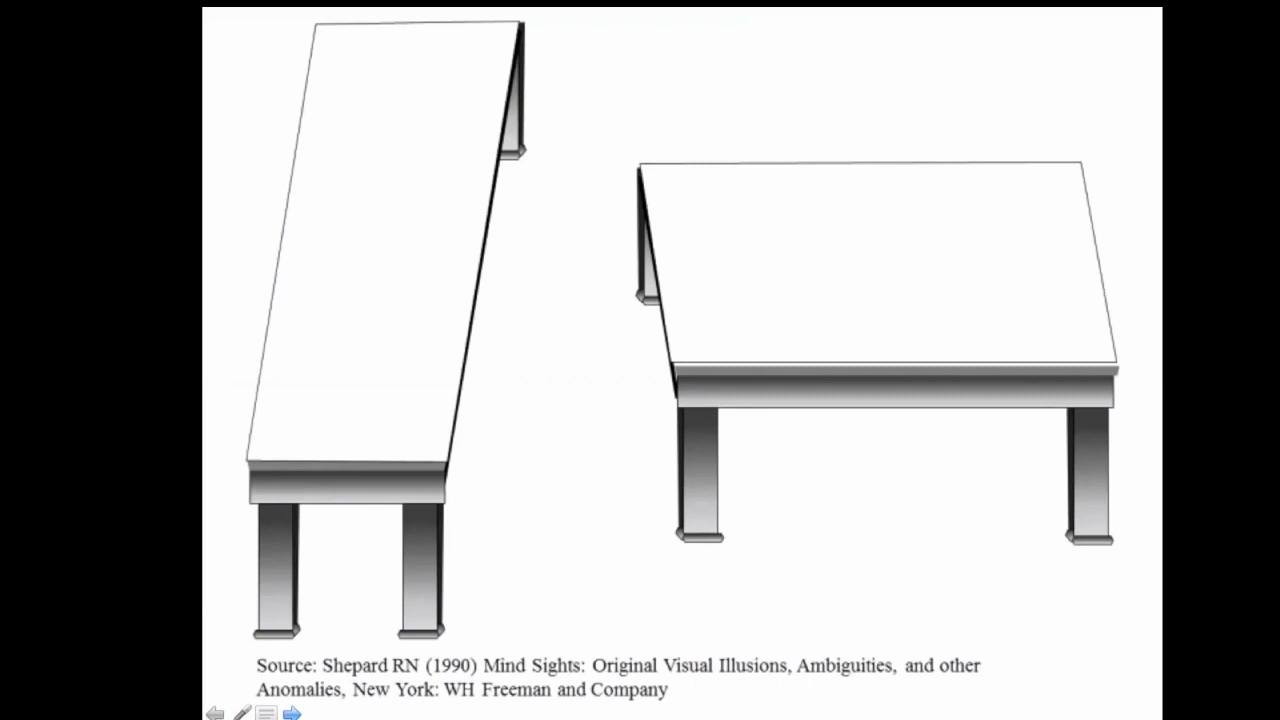 Source: Shepard RN (1990) Mind Sights: Original Visual Illusions, Ambiguities, and other
Anomalies, New York: WH Freeman and Company